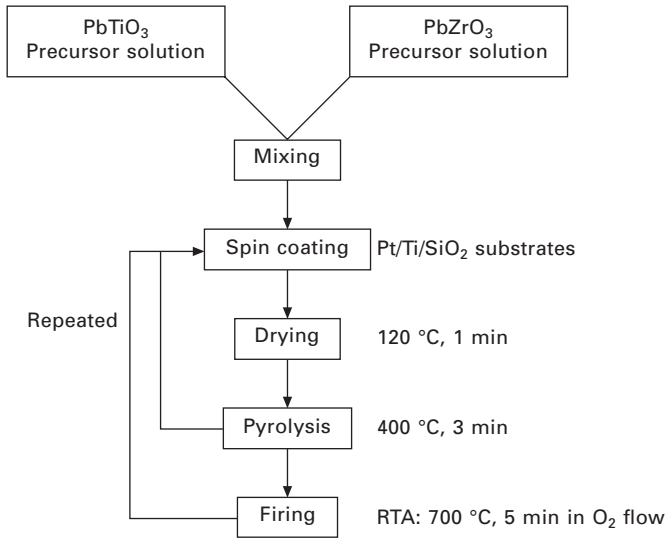 PbTiO₃
Precursor solution
PbZrO₃
Precursor solution
Mixing
Spin coating
Pt/Ti/SiO₂ substrates
Repeated
Drying
120 °C, 1 min
Pyrolysis
400 °C, 3 min
Firing
RTA: 700 °C, 5 min in O₂ flow